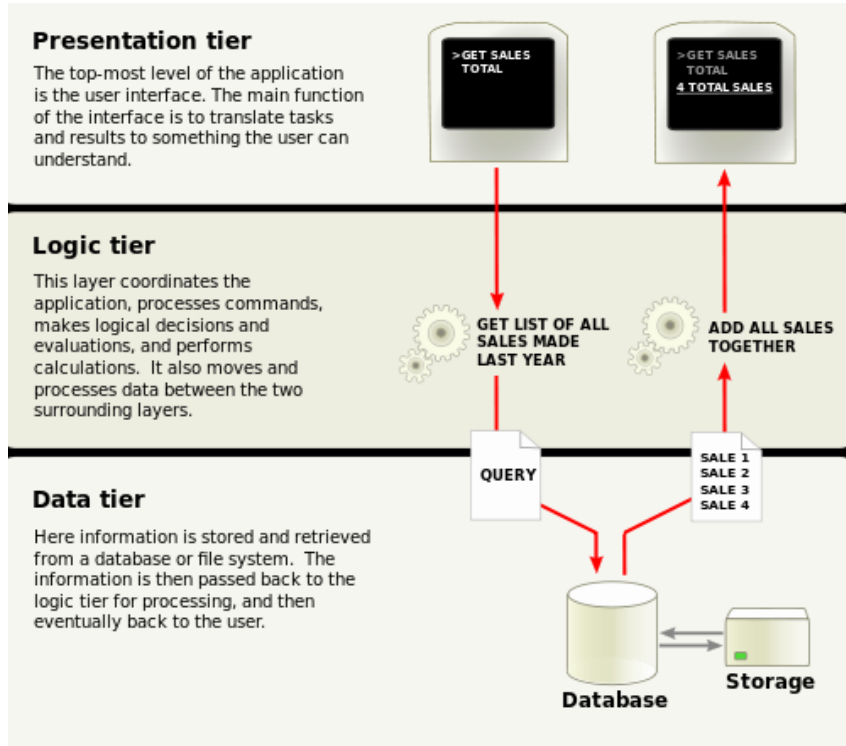 Presentation tier
The top-most level of the application
is the user interface. The main function
of the interface is to translate tasks
and results to something the user can
understand.
>GET SALES
TOTAL
>GET SALES
TOTAL
4 TOTAL SALES
Logic tier
This layer coordinates the
application, processes commands,
makes logical decisions and
evaluations, and performs
calculations.  It also moves and
processes data between the two
surrounding layers.
GET LIST OF ALL
SALES MADE
LAST YEAR
ADD ALL SALES
TOGETHER
QUERY
SALE 1
SALE 2
SALE 3
SALE 4
Data tier
Here information is stored and retrieved
from a database or file system.  The
information is then passed back to the
logic tier for processing, and then
eventually back to the user.
Database
Storage